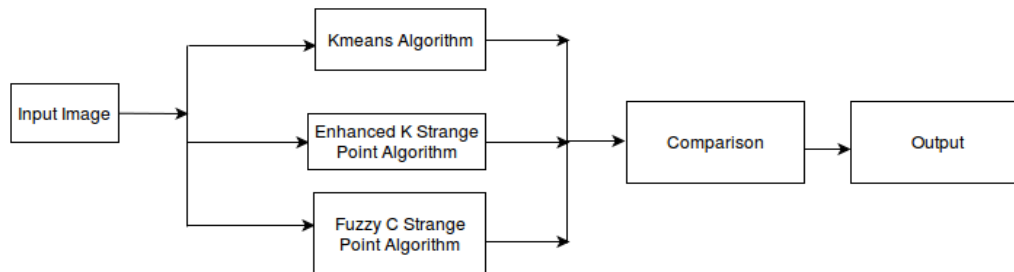 Input Image
Kmeans Algorithm
Enhanced K Strange
Point Algorithm
Fuzzy C Strange
Point Algorithm
Comparison
Output